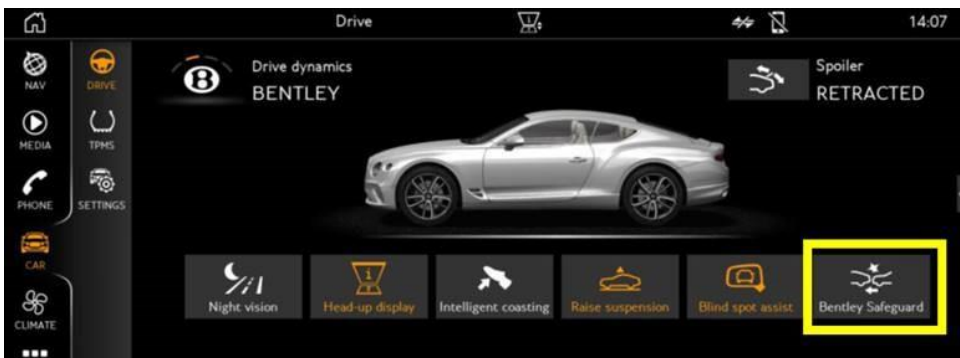 Drive
14:07
NAV
MEDIA
PHONE
CAR
CLIMATE
DRIVE
TPMS
SETTINGS
B
Drive dynamics
BENTLEY
Spoiler
RETRACTED
Night vision
Head-up display
Intelligent coasting
Raise suspension
Blind spot assist
Bentley Safeguard